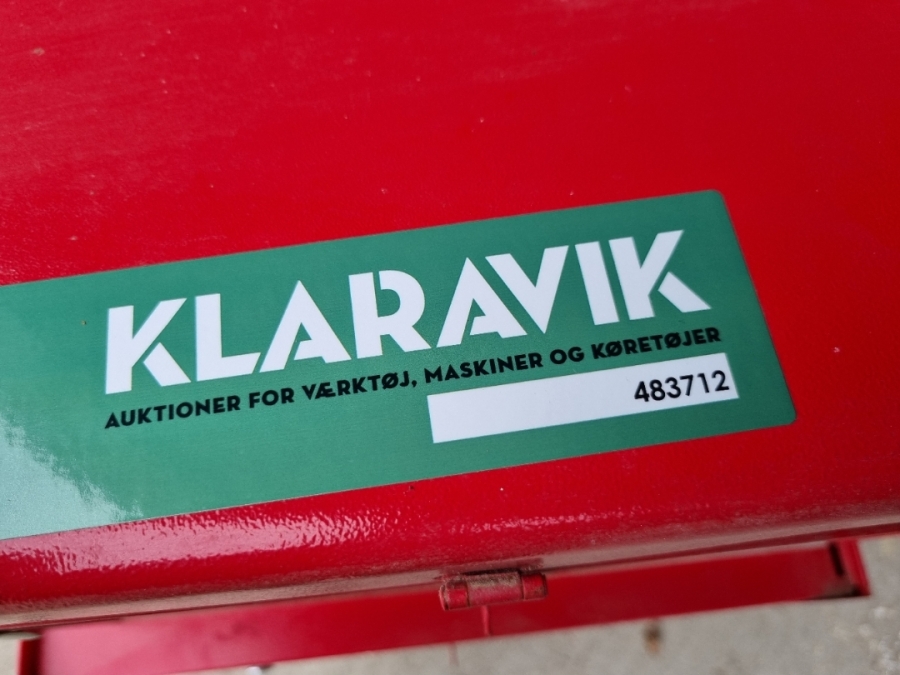 KLARAVIK
AUKTIONER FOR VÆRKTØJ, MASKINER OG KØRETØJER
483712